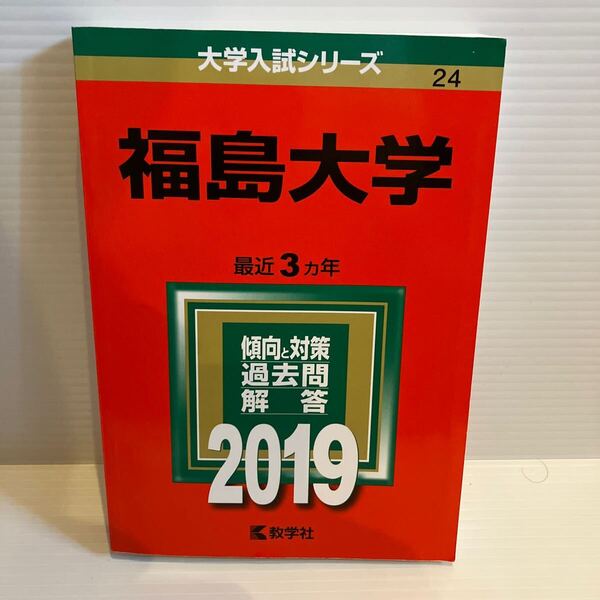 大学入試シリーズ
24
福島大学
最近3ヵ年
傾向と対策
過去問
解答
2019
教学社